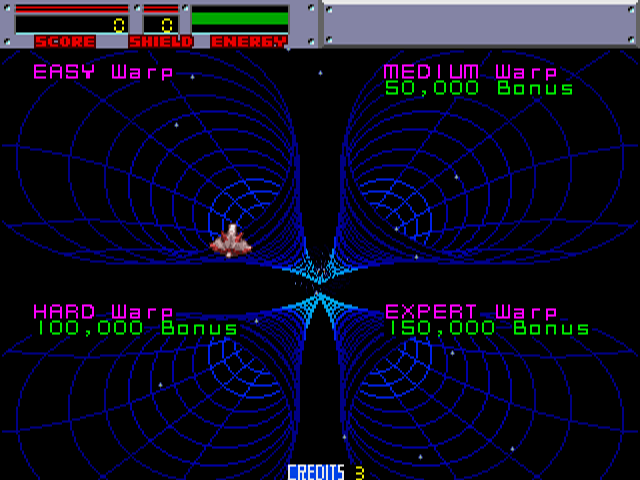 0 0
SCORE SHIELD ENERGY
EASY Warp
MEDIUM Warp
50,000 Bonus
HARD Warp
100,000 Bonus
EXPERT Warp
150,000 Bonus
CREDITS 3